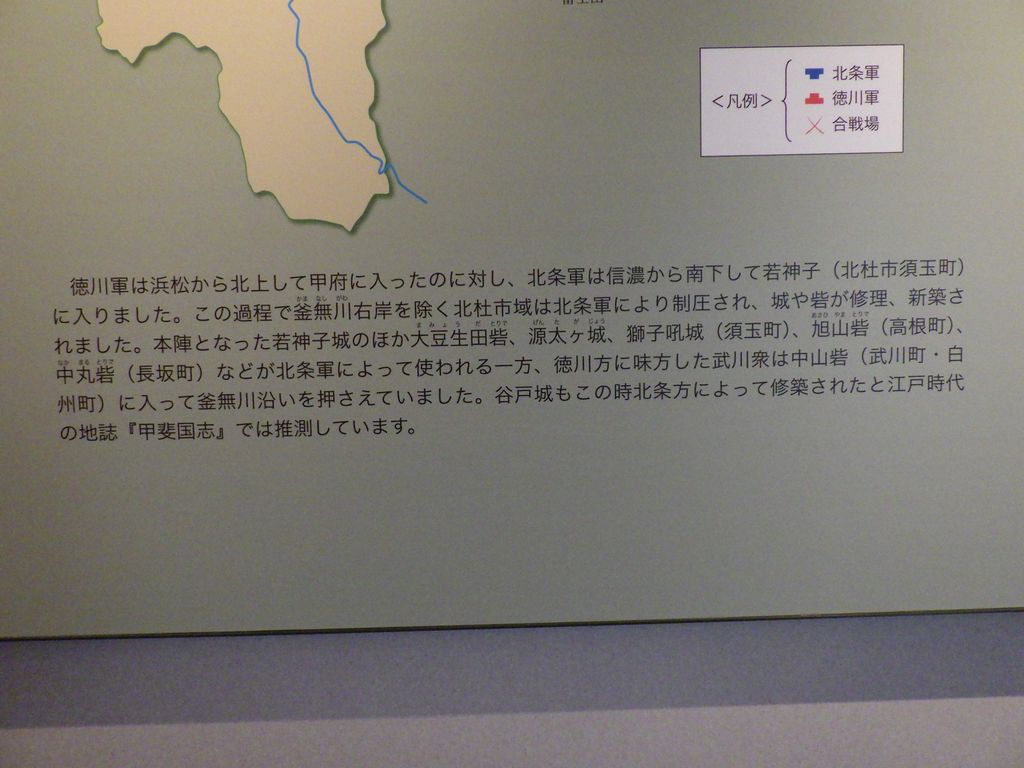 富士山
<凡例>
北条軍
徳川軍
合戦場
徳川軍は浜松から北上して甲府に入ったのに対し、北条軍は信濃から南下して若神子（北杜市須玉町）
に入りました。この過程で釜無川右岸を除く北杜市域は北条軍により制圧され、城や砦が修理、新築さ
れました。本陣となった若神子城のほか大豆生田砦、源太ヶ城、獅子吼城（須玉町）、旭山砦（高根町）、
中丸砦（長坂町）などが北条軍によって使われる一方、徳川方に味方した武川衆は中山砦（武川町・白
州町）に入って釜無川沿いを押さえていました。谷戸城もこの時北条方によって修築されたと江戸時代
の地誌『甲斐国志』では推測しています。